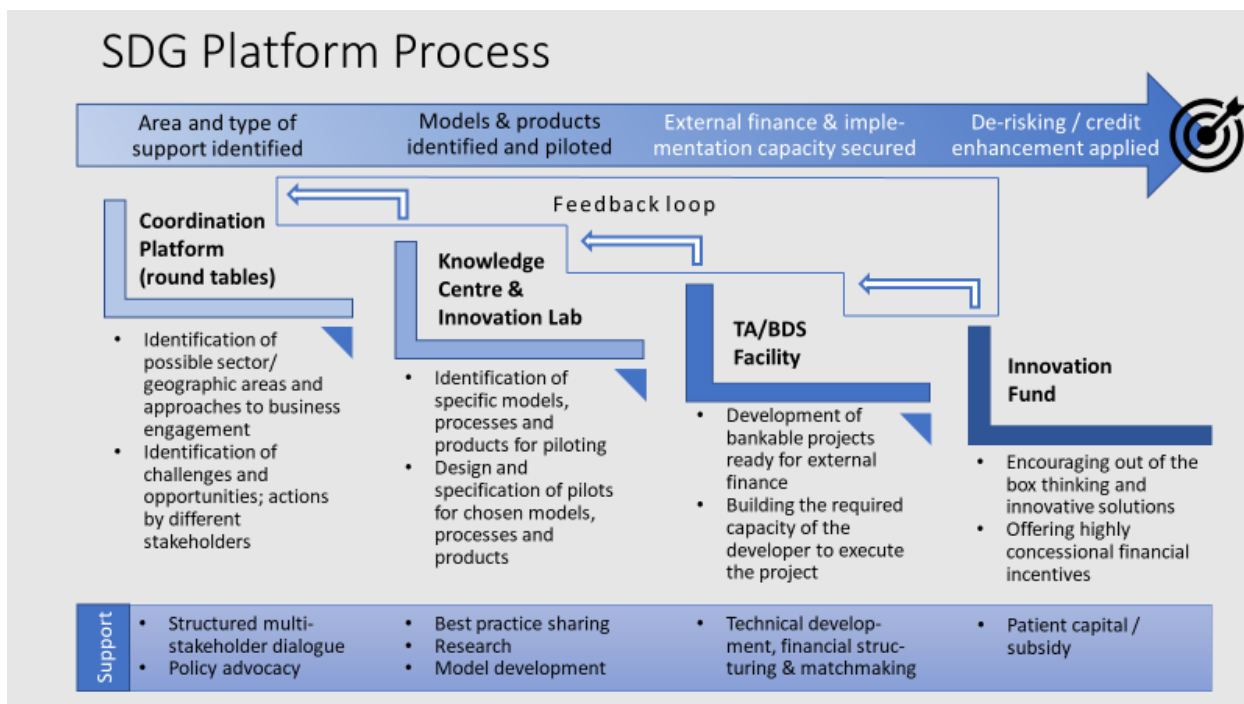 SDG Platform Process
Area and type of
support identified
Models & products
identified and piloted
External finance & imple-
mentation capacity secured
De-risking / credit
enhancement applied
Feedback loop
Coordination
Platform
(round tables)
• Identification of
possible sector/
geographic areas and
approaches to business
engagement
• Identification of
challenges and
opportunities; actions
by different
stakeholders
Knowledge
Centre &
Innovation Lab
• Identification of
specific models,
processes and
products for piloting
• Design and
specification of pilots
for chosen models,
processes and
products
TA/BDS
Facility
• Development of
bankable projects
ready for external
finance
• Building the required
capacity of the
developer to execute
the project
Innovation
Fund
• Encouraging out of the
box thinking and
innovative solutions
• Offering highly
concessional financial
incentives
Support
• Structured multi-
stakeholder dialogue
• Policy advocacy
• Best practice sharing
• Research
• Model development
• Technical develop-
ment, financial struc-
turing & matchmaking
• Patient capital /
subsidy